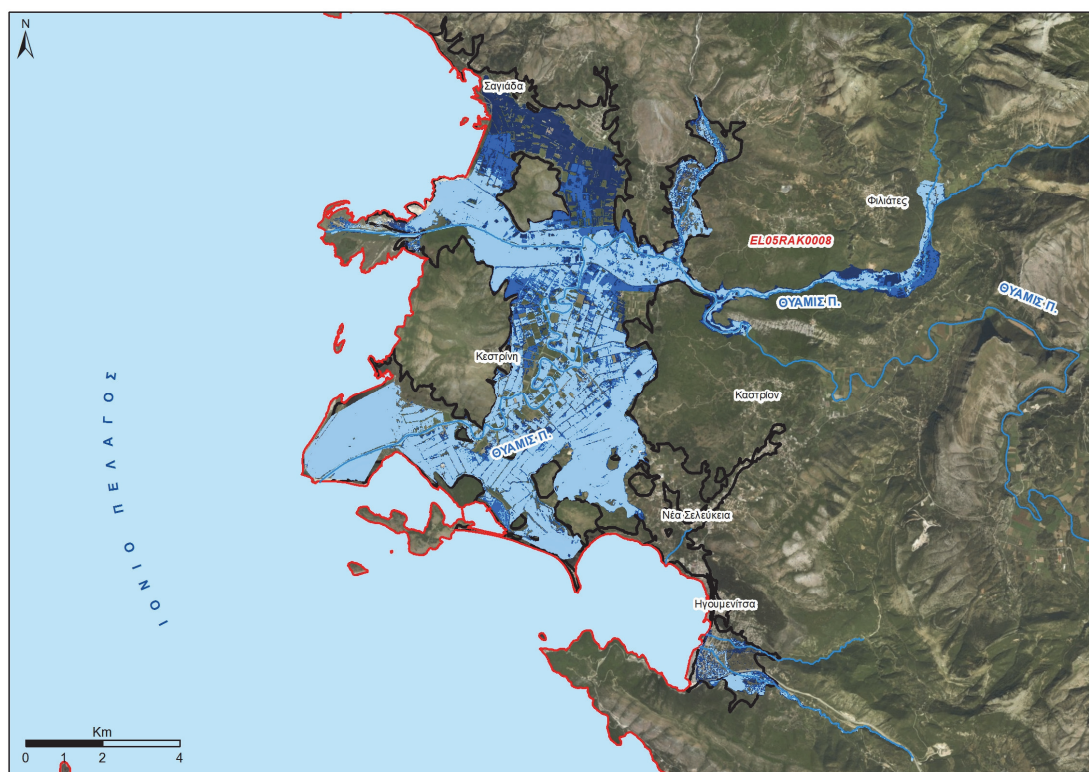 N
Σαγιάδα
Φιλιάτες
EL05RAK0008
ΘΥΑΜΙΣ Π.
ΘΥΑΜΙΣ Π.
Κεστρίνη
Καστρίον
ΘΥΑΜΙΣ Π.
ΙΟΝΙΟ ΠΕΛΑΓΟΣ
Νέα Σελεύκεια
Ηγουμενίτσα
Km
0 1 2 4